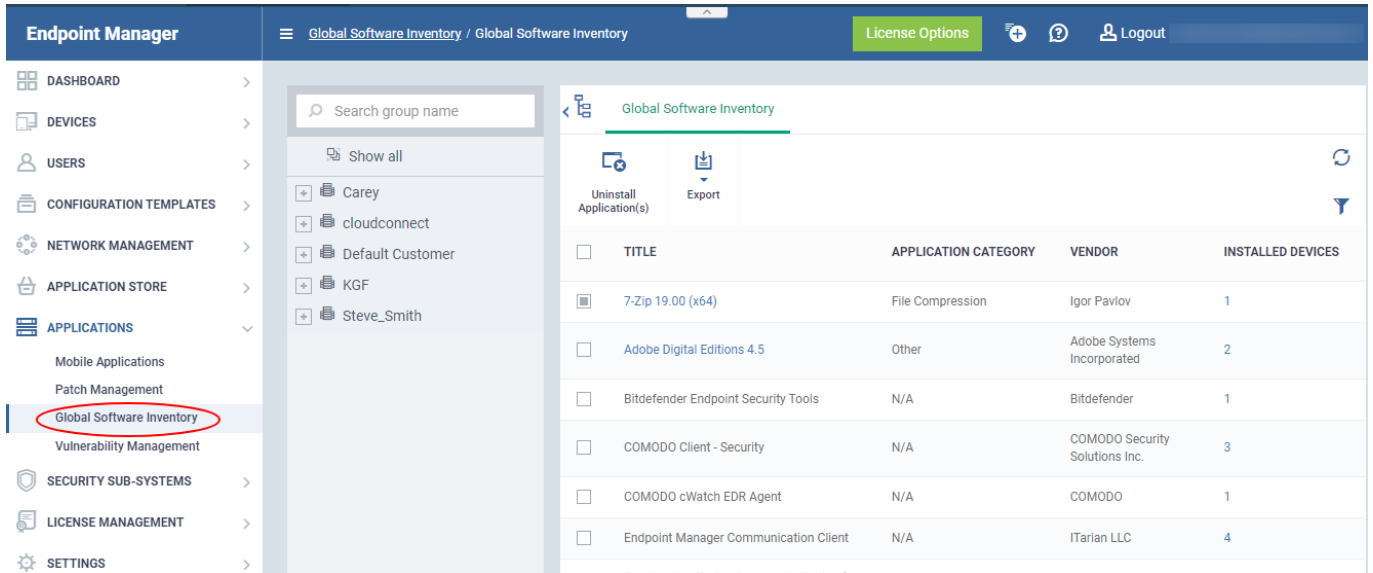 Endpoint Manager
Global Software Inventory / Global Software Inventory
License Options
Logout
DASHBOARD
DEVICES
USERS
CONFIGURATION TEMPLATES
NETWORK MANAGEMENT
APPLICATION STORE
APPLICATIONS
Mobile Applications
Patch Management
Global Software Inventory
Vulnerability Management
SECURITY SUB-SYSTEMS
LICENSE MANAGEMENT
SETTINGS
Search group name
Show all
Carey
cloudconnect
Default Customer
KGF
Steve_Smith
Global Software Inventory
Uninstall
Application(s)
Export
TITLE APPLICATION CATEGORY VENDOR INSTALLED DEVICES
7-Zip 19.00 (x64) File Compression Igor Pavlov 1
Adobe Digital Editions 4.5 Other Adobe Systems
Incorporated 2
Bitdefender Endpoint Security Tools N/A Bitdefender 1
COMODO Client - Security N/A COMODO Security
Solutions Inc. 3
COMODO cWatch EDR Agent N/A COMODO 1
Endpoint Manager Communication Client N/A ITarian LLC 4